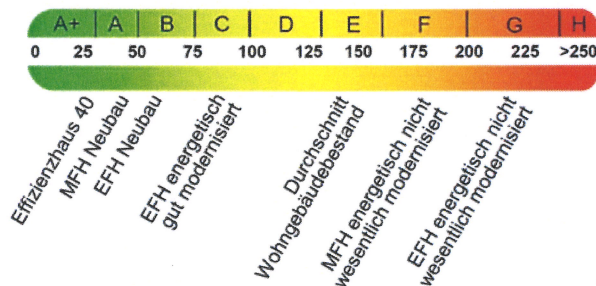 A+ A B C D E F G H
0 25 50 75 100 125 150 175 200 225 >250
Effizienzhaus 40
MFH Neubau
EFH Neubau
EFH energetisch
gut modernisiert
Durchschnitt
Wohngebäudebestand
MFH energetisch nicht
wesentlich modernisiert
EFH energetisch nicht
wesentlich modernisiert